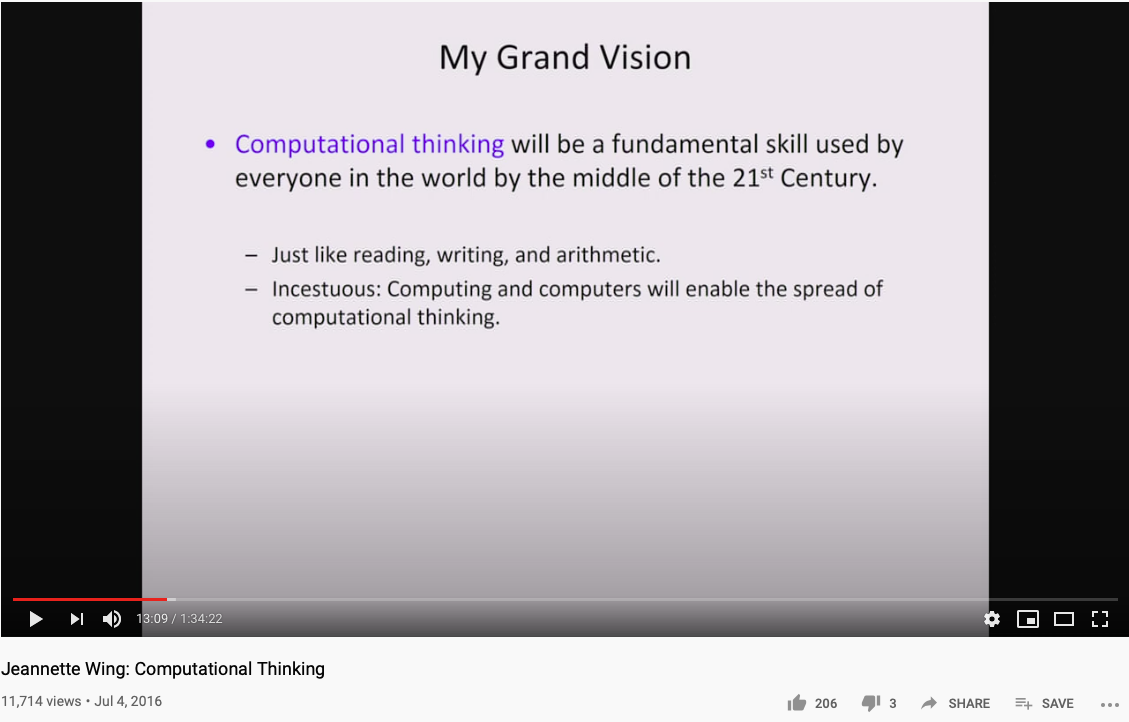 My Grand Vision
• Computational thinking will be a fundamental skill used by
everyone in the world by the middle of the 21st Century.
– Just like reading, writing, and arithmetic.
– Incestuous: Computing and computers will enable the spread of
computational thinking.
13:09 / 1:34:22
Jeannette Wing: Computational Thinking
11,714 views • Jul 4, 2016
206 3 SHARE SAVE